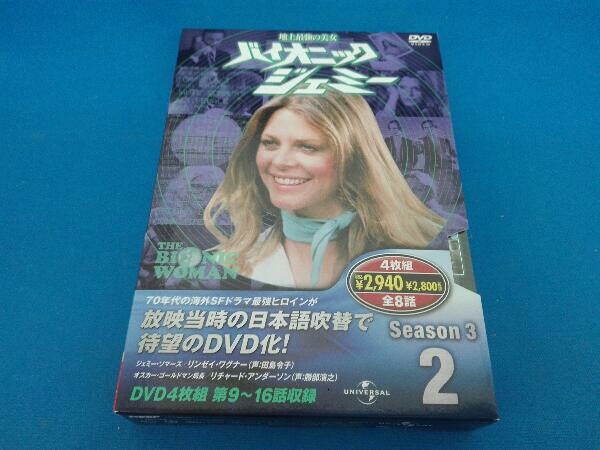 地上最強の美女
バイオニック
ジェミー
DVD
VIDEO
THE
BIONIC
WOMAN
4枚組
¥2,940 ¥2,800
全8話
70年代の海外SFドラマ最強ヒロインが
放映当時の日本語吹替で
待望のDVD化!
Season 3
2
ジェミー・ソマーズ/リンゼイ・ワグナー(声:田島令子)
オスカー・ゴールドマン局長/リチャード・アンダーソン(声:勝部演之)
DVD4枚組 第9〜16話収録
UNIVERSAL